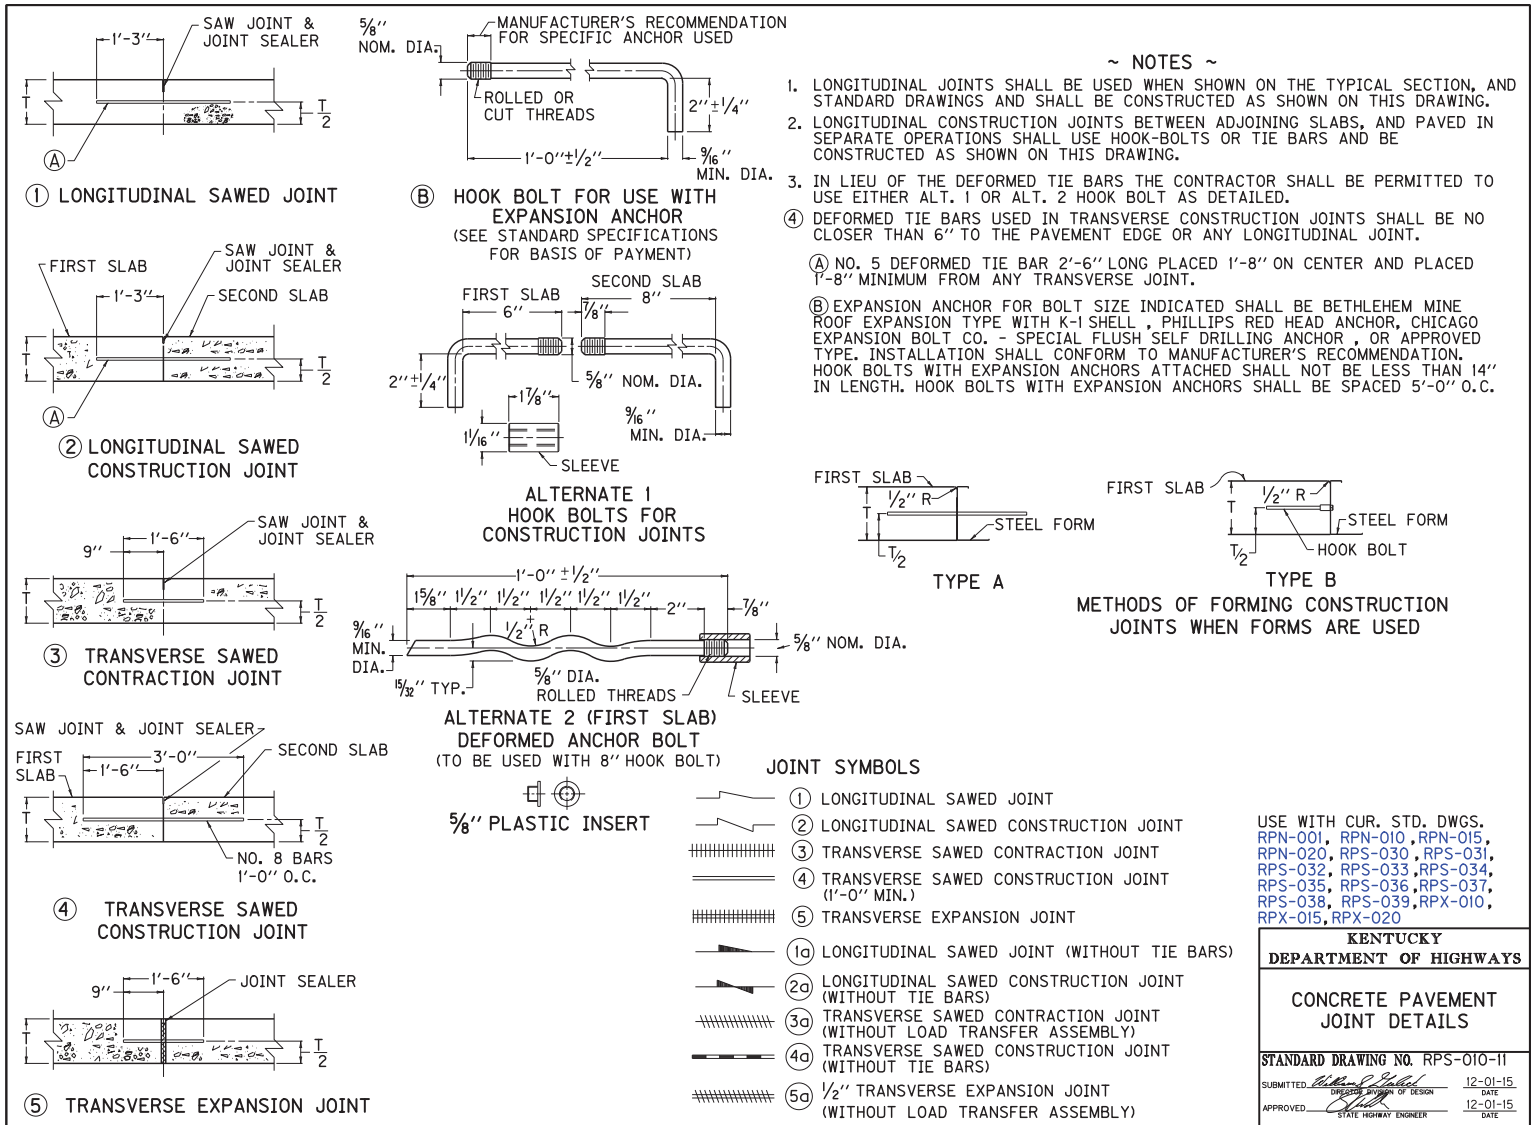 SAW JOINT &
JOINT SEALER
1'-3"
T
T/2
A
1 LONGITUDINAL SAWED JOINT
SAW JOINT &
JOINT SEALER
FIRST SLAB
1'-3"
SECOND SLAB
T
T/2
A
2 LONGITUDINAL SAWED
CONSTRUCTION JOINT
SAW JOINT &
JOINT SEALER
1'-6"
9"
T
T/2
3 TRANSVERSE SAWED
CONTRACTION JOINT
SAW JOINT & JOINT SEALER
FIRST
SLAB
3'-0"
SECOND SLAB
1'-6"
T
T/2
NO. 8 BARS
1'-0" O.C.
4 TRANSVERSE SAWED
CONSTRUCTION JOINT
1'-6"
JOINT SEALER
9"
T
T/2
5 TRANSVERSE EXPANSION JOINT
5/8"
NOM. DIA.
MANUFACTURER'S RECOMMENDATION
FOR SPECIFIC ANCHOR USED
ROLLED OR
CUT THREADS
2"±1/4"
1'-0"±1/2"
9/16"
MIN. DIA.
B HOOK BOLT FOR USE WITH
EXPANSION ANCHOR
(SEE STANDARD SPECIFICATIONS
FOR BASIS OF PAYMENT)
FIRST SLAB
6"
SECOND SLAB
8"
7/8"
2"±1/4"
5/8" NOM. DIA.
1 7/8"
1 1/16"
9/16"
MIN. DIA.
SLEEVE
ALTERNATE 1
HOOK BOLTS FOR
CONSTRUCTION JOINTS
1'-0" ±1/2"
1 5/8" 1 1/2" 1 1/2" 1 1/2" 1 1/2" 1 1/2" 2" 7/8"
9/16"
MIN.
DIA.
1/2" ± R
5/8" NOM. DIA.
15/32" TYP.
5/8" DIA.
ROLLED THREADS
SLEEVE
ALTERNATE 2 (FIRST SLAB)
DEFORMED ANCHOR BOLT
(TO BE USED WITH 8" HOOK BOLT)
5/8" PLASTIC INSERT
~ NOTES ~
1. LONGITUDINAL JOINTS SHALL BE USED WHEN SHOWN ON THE TYPICAL SECTION, AND
STANDARD DRAWINGS AND SHALL BE CONSTRUCTED AS SHOWN ON THIS DRAWING.
2. LONGITUDINAL CONSTRUCTION JOINTS BETWEEN ADJOINING SLABS, AND PAVED IN
SEPARATE OPERATIONS SHALL USE HOOK-BOLTS OR TIE BARS AND BE
CONSTRUCTED AS SHOWN ON THIS DRAWING.
3. IN LIEU OF THE DEFORMED TIE BARS THE CONTRACTOR SHALL BE PERMITTED TO
USE EITHER ALT. 1 OR ALT. 2 HOOK BOLT AS DETAILED.
4 DEFORMED TIE BARS USED IN TRANSVERSE CONSTRUCTION JOINTS SHALL BE NO
CLOSER THAN 6" TO THE PAVEMENT EDGE OR ANY LONGITUDINAL JOINT.
A NO. 5 DEFORMED TIE BAR 2'-6" LONG PLACED 1'-8" ON CENTER AND PLACED
1'-8" MINIMUM FROM ANY TRANSVERSE JOINT.
B EXPANSION ANCHOR FOR BOLT SIZE INDICATED SHALL BE BETHLEHEM MINE
ROOF EXPANSION TYPE WITH K-1 SHELL , PHILLIPS RED HEAD ANCHOR, CHICAGO
EXPANSION BOLT CO. - SPECIAL FLUSH SELF DRILLING ANCHOR , OR APPROVED
TYPE. INSTALLATION SHALL CONFORM TO MANUFACTURER'S RECOMMENDATION.
HOOK BOLTS WITH EXPANSION ANCHORS ATTACHED SHALL NOT BE LESS THAN 14"
IN LENGTH. HOOK BOLTS WITH EXPANSION ANCHORS SHALL BE SPACED 5'-0" O.C.
FIRST SLAB
1/2" R
T
STEEL FORM
T/2
TYPE A
FIRST SLAB
1/2" R
T
STEEL FORM
T/2
HOOK BOLT
TYPE B
METHODS OF FORMING CONSTRUCTION
JOINTS WHEN FORMS ARE USED
JOINT SYMBOLS
1 LONGITUDINAL SAWED JOINT
2 LONGITUDINAL SAWED CONSTRUCTION JOINT
3 TRANSVERSE SAWED CONTRACTION JOINT
4 TRANSVERSE SAWED CONSTRUCTION JOINT
(1'-0" MIN.)
5 TRANSVERSE EXPANSION JOINT
1a LONGITUDINAL SAWED JOINT (WITHOUT TIE BARS)
2a LONGITUDINAL SAWED CONSTRUCTION JOINT
(WITHOUT TIE BARS)
3a TRANSVERSE SAWED CONTRACTION JOINT
(WITHOUT LOAD TRANSFER ASSEMBLY)
4a TRANSVERSE SAWED CONSTRUCTION JOINT
(WITHOUT TIE BARS)
5a 1/2" TRANSVERSE EXPANSION JOINT
(WITHOUT LOAD TRANSFER ASSEMBLY)
USE WITH CUR. STD. DWGS.
RPN-001, RPN-010 , RPN-015,
RPN-020, RPS-030 , RPS-031,
RPS-032, RPS-033 , RPS-034,
RPS-035, RPS-036 , RPS-037,
RPS-038, RPS-039, RPX-010,
RPX-015, RPX-020
KENTUCKY
DEPARTMENT OF HIGHWAYS
CONCRETE PAVEMENT
JOINT DETAILS
STANDARD DRAWING NO. RPS-010-11
SUBMITTED 12-01-15
DIRECTOR DIVISION OF DESIGN DATE
APPROVED 12-01-15
STATE HIGHWAY ENGINEER DATE